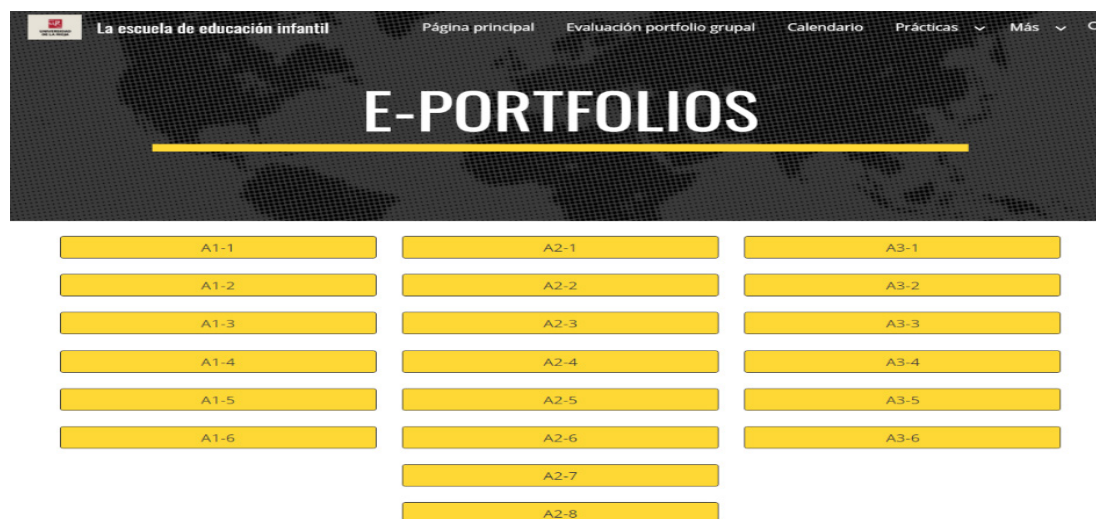 La escuela de educación infantil
Página principal Evaluación portfolio grupal Calendario Prácticas Más
E-PORTFOLIOS
A1-1 A2-1 A3-1
A1-2 A2-2 A3-2
A1-3 A2-3 A3-3
A1-4 A2-4 A3-4
A1-5 A2-5 A3-5
A1-6 A2-6 A3-6
A2-7
A2-8